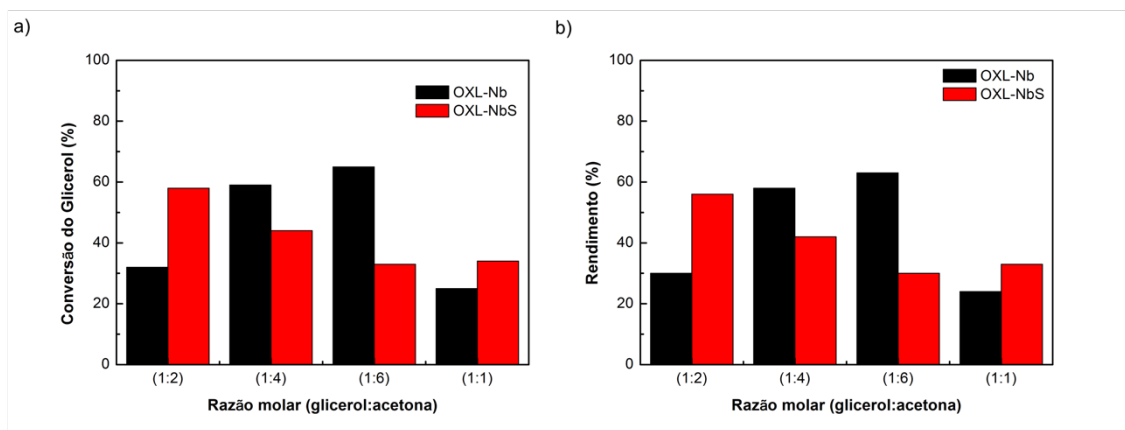 a)
100
80
60
40
20
0
Conversão do Glicerol (%)
OXL-Nb
OXL-NbS
(1:2) (1:4) (1:6) (1:1)
Razão molar (glicerol:acetona)
b)
100
80
60
40
20
0
Rendimento (%)
OXL-Nb
OXL-NbS
(1:2) (1:4) (1:6) (1:1)
Razão molar (glicerol:acetona)